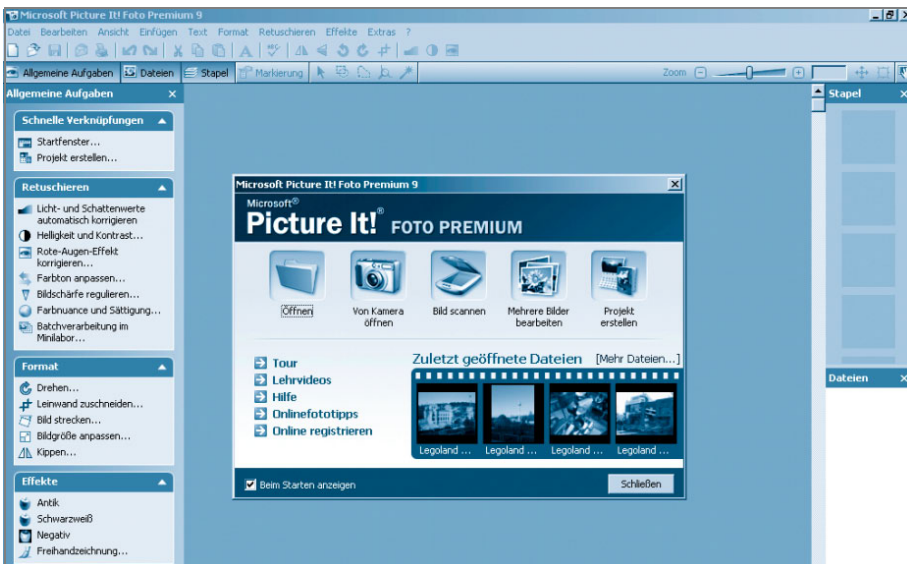 Microsoft Picture It! Foto Premium 9
Datei Bearbeiten Ansicht Einfügen Text Format Retuschieren Effekte Extras ?
Allgemeine Aufgaben Dateien Stapel Markierung Zoom
Allgemeine Aufgaben
Schnelle Verknüpfungen
Startfenster...
Projekt erstellen...
Retuschieren
Licht- und Schattenwerte
automatisch korrigieren
Helligkeit und Kontrast...
Rote-Augen-Effekt
korrigieren...
Farbton anpassen...
Bildschärfe regulieren...
Farbnuance und Sättigung...
Batchverarbeitung im
Minilabor...
Format
Drehen...
Leinwand zuschneiden...
Bild strecken...
Bildgröße anpassen...
Kippen...
Effekte
Antik
Schwarzweiß
Negativ
Freihandzeichnung...
Microsoft Picture It! Foto Premium 9
Microsoft®
Picture It!® FOTO PREMIUM
Öffnen
Von Kamera
öffnen
Bild scannen
Mehrere Bilder
bearbeiten
Projekt
erstellen
Tour
Lehrvideos
Hilfe
Onlinefototipps
Online registrieren
Zuletzt geöffnete Dateien [Mehr Dateien...]
Legoland ... Legoland ... Legoland ... Legoland ...
Beim Starten anzeigen
Schließen
Stapel
Dateien